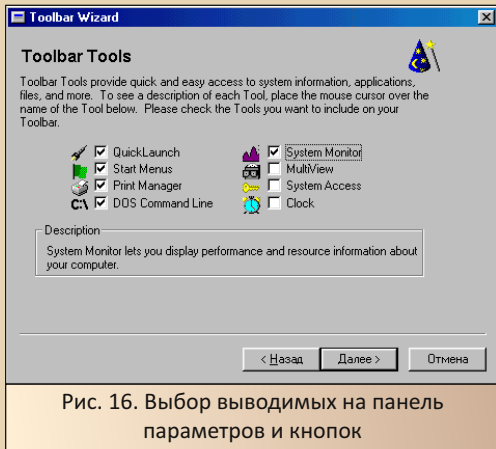 Toolbar Wizard
Toolbar Tools
Toolbar Tools provide quick and easy access to system information, applications,
files, and more. To see a description of each Tool, place the mouse cursor over the
name of the Tool below. Please check the Tools you want to include on your
Toolbar.
QuickLaunch
System Monitor
Start Menus
MultiView
Print Manager
System Access
C:\ DOS Command Line
Clock
Description
System Monitor lets you display performance and resource information about
your computer.
< Назад
Далее >
Отмена
Рис. 16. Выбор выводимых на панель
параметров и кнопок